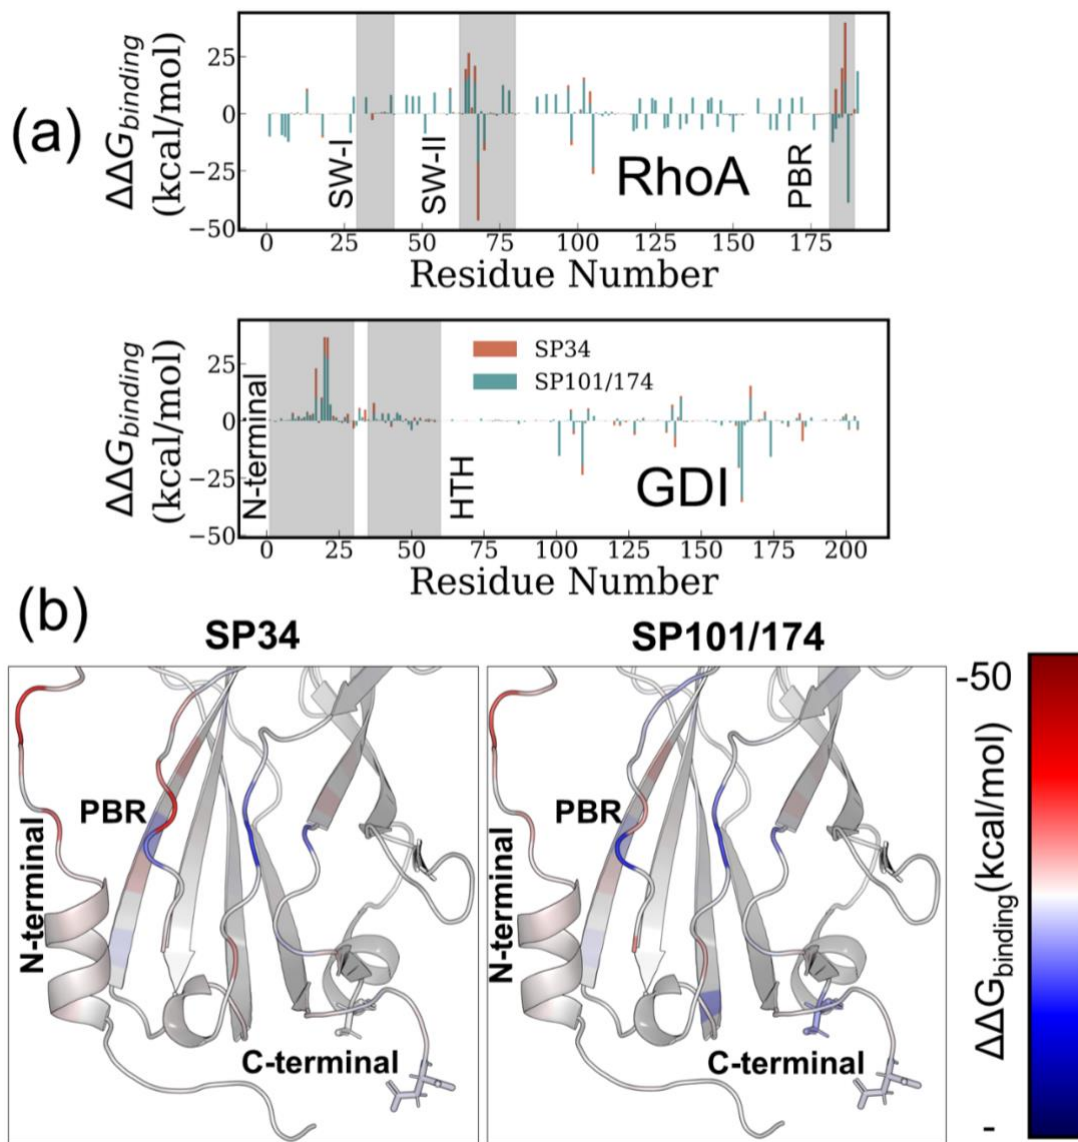 (a)
ΔΔG_binding
(kcal/mol)
25
0
−25
−50
SW-I
SW-II
RhoA
PBR
0
25
50
75
100
125
150
175
Residue Number
ΔΔG_binding
(kcal/mol)
25
0
−25
−50
N-terminal
HTH
SP34
SP101/174
GDI
0
25
50
75
100
125
150
175
200
Residue Number
(b)
SP34
SP101/174
PBR
N-terminal
C-terminal
PBR
N-terminal
C-terminal
-50
ΔΔG_binding(kcal/mol)
-